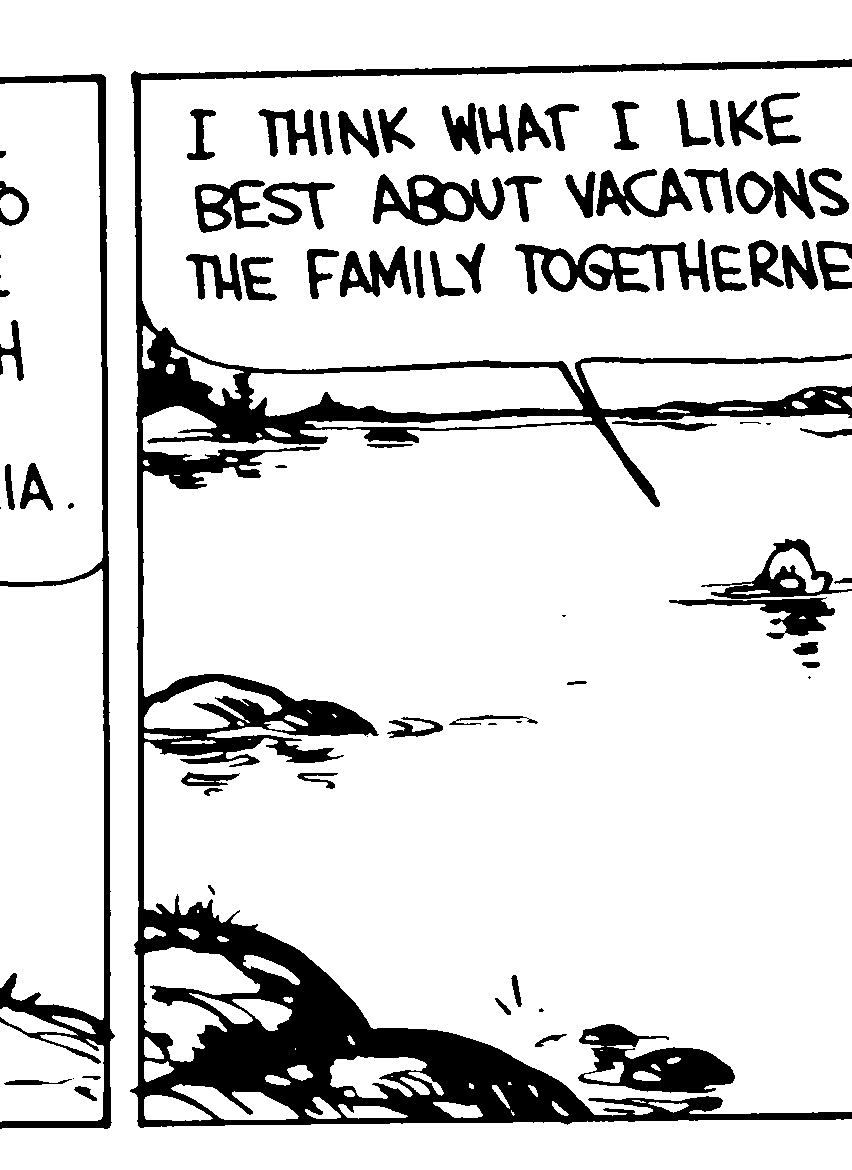 O
H
IA.
I THINK WHAT I LIKE
BEST ABOUT VACATIONS
THE FAMILY TOGETHERNE